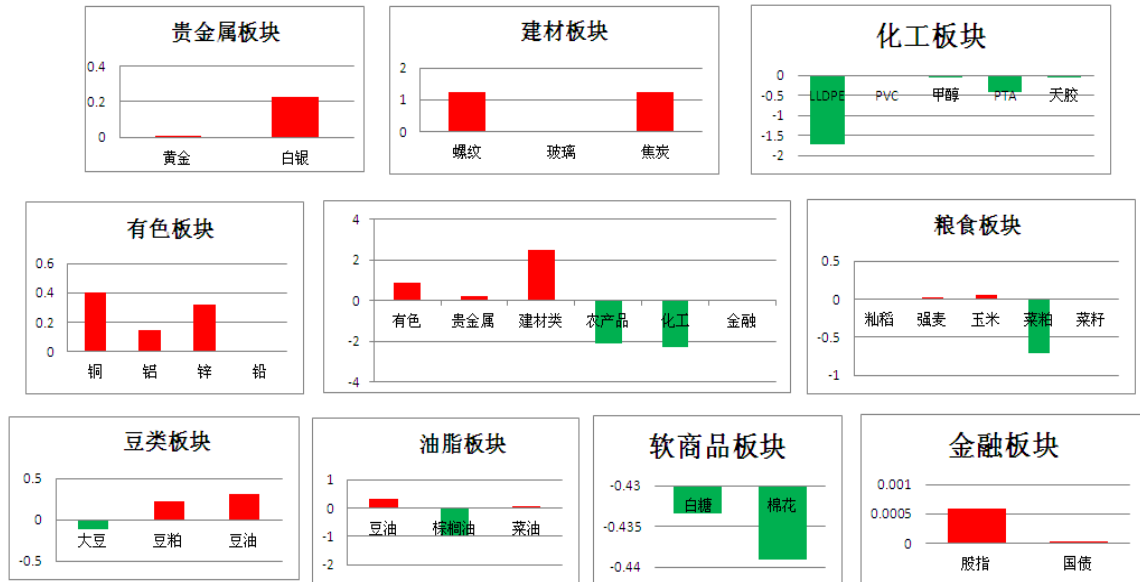 贵金属板块
0.4
0.2
0
黄金 白银
建材板块
2
1
0
螺纹 玻璃 焦炭
化工板块
0
-0.5
-1
-1.5
-2
LLDPE PVC 甲醇 PTA 天胶
有色板块
0.6
0.4
0.2
0
铜 铝 锌 铅
4
2
0
-2
-4
有色 贵金属 建材类 农产品 化工 金融
粮食板块
0.5
0
-0.5
-1
籼稻 强麦 玉米 菜粕 菜籽
豆类板块
0.5
0
-0.5
大豆 豆粕 豆油
油脂板块
1
0
-1
-2
豆油 棕榈油 菜油
软商品板块
-0.43
-0.435
-0.44
白糖 棉花
金融板块
0.001
0.0005
0
股指 国债